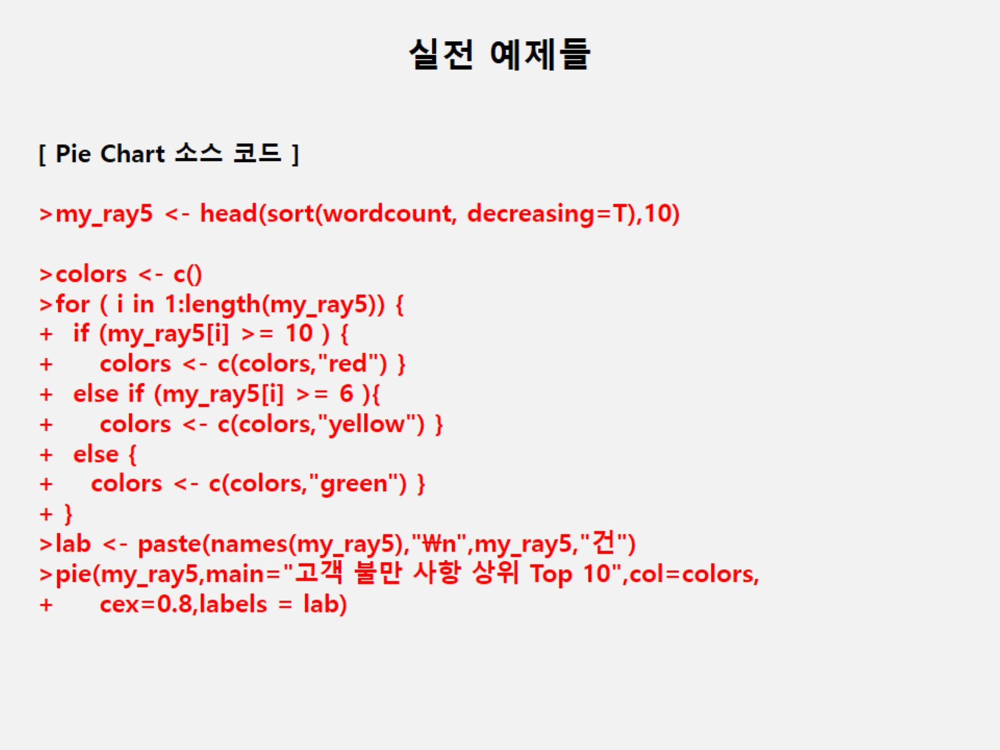 실전 예제들
[ Pie Chart 소스 코드 ]
>my_ray5 <- head(sort(wordcount, decreasing=T),10)
>colors <- c()
>for ( i in 1:length(my_ray5)) {
+  if (my_ray5[i] >= 10 ) {
+     colors <- c(colors,"red") }
+  else if (my_ray5[i] >= 6 ){
+     colors <- c(colors,"yellow") }
+  else {
+    colors <- c(colors,"green") }
+ }
>lab <- paste(names(my_ray5),"₩n",my_ray5,"건")
>pie(my_ray5,main="고객 불만 사항 상위 Top 10",col=colors,
+     cex=0.8,labels = lab)